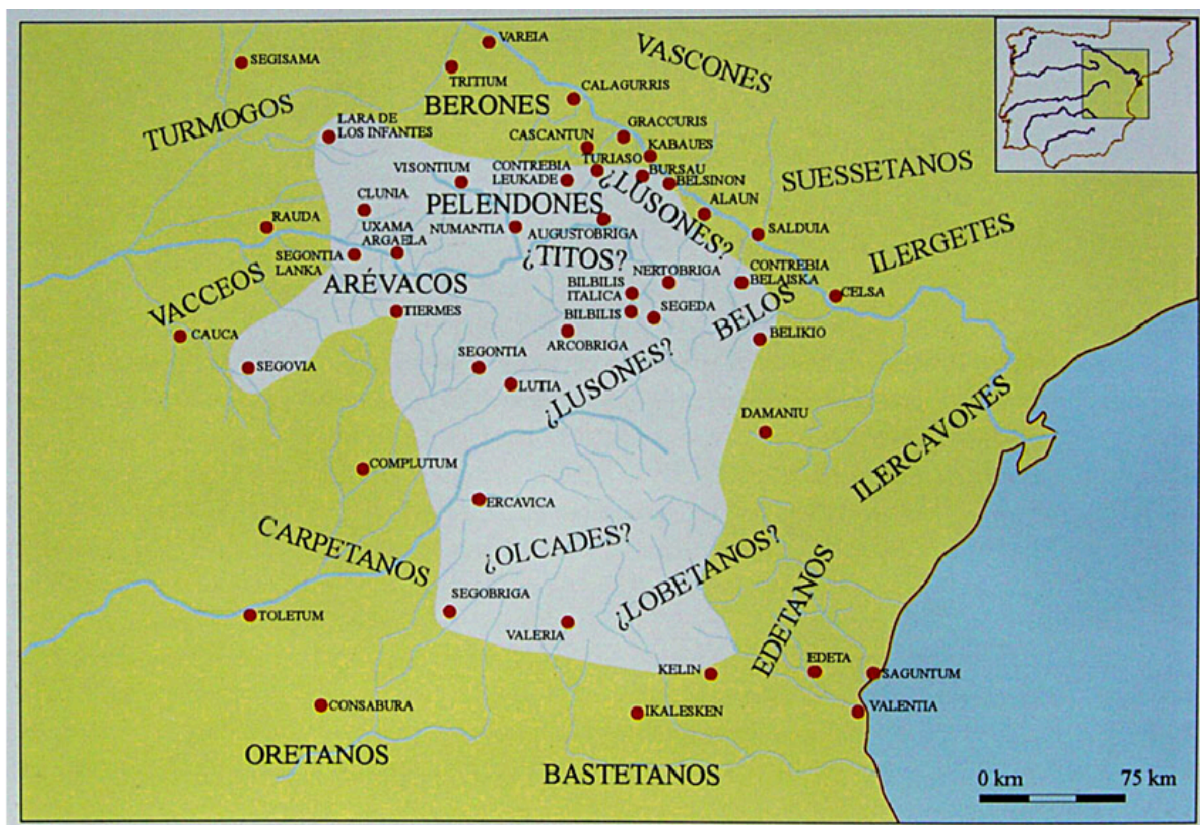 VAREIA
SEGISAMA
VASCONES
TRITIUM
CALAGURRIS
BERONES
TURMOGOS
LARA DE
LOS INFANTES
GRACCURIS
CASCANTUN
KABAUES
TURIASO
VISONTIUM
CONTREBIA
LEUKADE
BURSAU
BELSINON
SUESSETANOS
¿LUSONES?
ALAUN
CLUNIA
PELENDONES
RAUDA
UXAMA
ARGAELA
NUMANTIA
AUGUSTOBRIGA
SALDUIA
ILERGETES
SEGONTIA
LANKA
¿TITOS?
VACCEOS
ARÉVACOS
NERTOBRIGA
CONTREBIA
BELAISKA
BILBILIS
ITALICA
CELSA
BELOS
TIERMES
BILBILIS
SEGEDA
CAUCA
ARCOBRIGA
BELIKIO
SEGOVIA
SEGONTIA
LUTIA
¿LUSONES?
DAMANIU
ILERCAVONES
COMPLUTUM
ERCAVICA
CARPETANOS
¿OLCADES?
¿LOBETANOS?
EDETANOS
SEGOBRIGA
TOLETUM
VALERIA
KELIN
EDETA
SAGUNTUM
CONSABURA
IKALESKEN
VALENTIA
ORETANOS
BASTETANOS
0 km 75 km